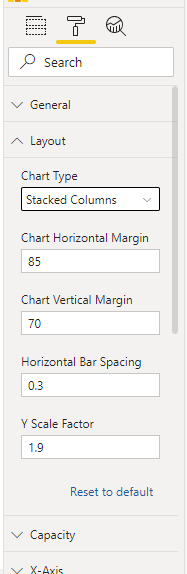 Search
General
Layout
Chart Type
Stacked Columns
Chart Horizontal Margin
85
Chart Vertical Margin
70
Horizontal Bar Spacing
0.3
Y Scale Factor
1.9
Reset to default
Capacity
X-Axis